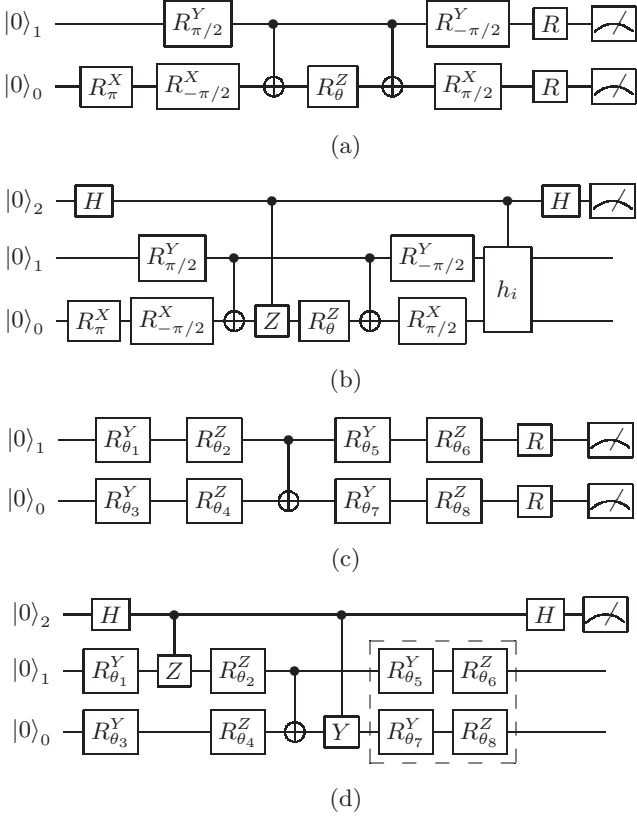 |0⟩₁ R^Y_{π/2} R^Y_{−π/2} R
|0⟩₀ R^X_π R^X_{−π/2} R^Z_θ R^X_{π/2} R
(a)
|0⟩₂ H H
|0⟩₁ R^Y_{π/2} R^Y_{−π/2} h_i
|0⟩₀ R^X_π R^X_{−π/2} Z R^Z_θ R^X_{π/2}
(b)
|0⟩₁ R^Y_{θ₁} R^Z_{θ₂} R^Y_{θ₅} R^Z_{θ₆} R
|0⟩₀ R^Y_{θ₃} R^Z_{θ₄} R^Y_{θ₇} R^Z_{θ₈} R
(c)
|0⟩₂ H H
|0⟩₁ R^Y_{θ₁} Z R^Z_{θ₂} R^Y_{θ₅} R^Z_{θ₆}
|0⟩₀ R^Y_{θ₃} R^Z_{θ₄} Y R^Y_{θ₇} R^Z_{θ₈}
(d)